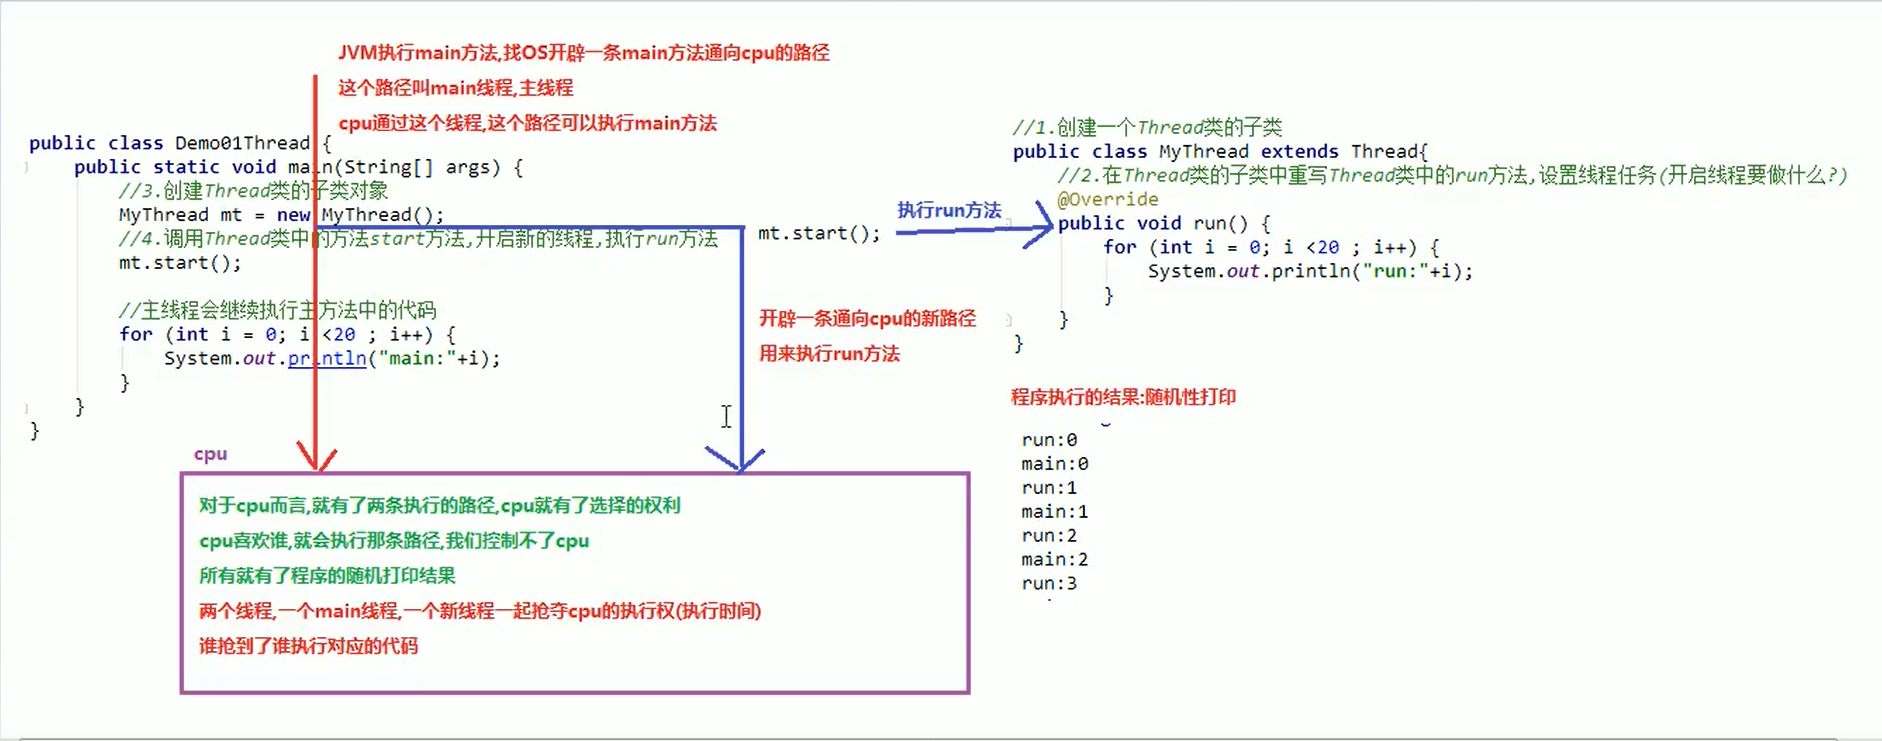 JVM执行main方法,找OS开辟一条main方法通向cpu的路径
这个路径叫main线程,主线程
cpu通过这个线程,这个路径可以执行main方法
public class Demo01Thread {
public static void main(String[] args) {
//3.创建Thread类的子类对象
MyThread mt = new MyThread();
//4.调用Thread类中的方法start方法,开启新的线程,执行run方法
mt.start();
//主线程会继续执行主方法中的代码
for (int i = 0; i <20 ; i++) {
System.out.println("main:"+i);
}
}
}
mt.start();
执行run方法
开辟一条通向cpu的新路径
用来执行run方法
//1.创建一个Thread类的子类
public class MyThread extends Thread{
//2.在Thread类的子类中重写Thread类中的run方法,设置线程任务(开启线程要做什么?)
@Override
public void run() {
for (int i = 0; i <20 ; i++) {
System.out.println("run:"+i);
}
}
}
程序执行的结果:随机性打印
run:0
main:0
run:1
main:1
run:2
main:2
run:3
cpu
对于cpu而言,就有了两条执行的路径,cpu就有了选择的权利
cpu喜欢谁,就会执行那条路径,我们控制不了cpu
所有就有了程序的随机打印结果
两个线程,一个main线程,一个新线程一起抢夺cpu的执行权(执行时间)
谁抢到了谁执行对应的代码